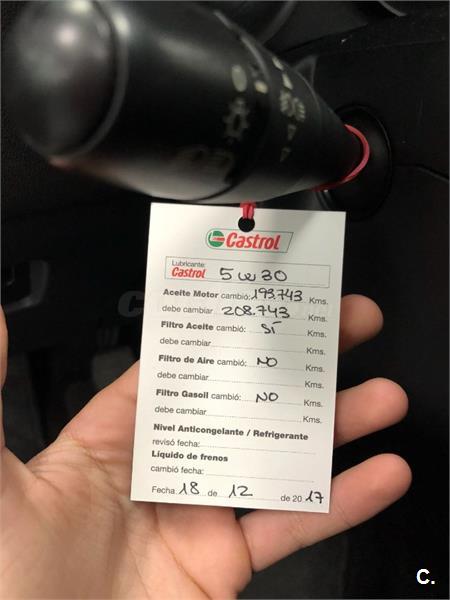 Castrol
Lubricante:
Castrol 5w30
Aceite Motor cambió: 193.743 Kms.
debe cambiar 208.743 Kms.
Filtro Aceite cambió: SÍ Kms.
debe cambiar Kms.
Filtro de Aire cambió: NO Kms.
debe cambiar Kms.
Filtro Gasoil cambió: NO Kms.
debe cambiar Kms.
Nivel Anticongelante / Refrigerante
revisó fecha:
Líquido de frenos
cambió fecha:
Fecha 18 de 12 de 2017
C.